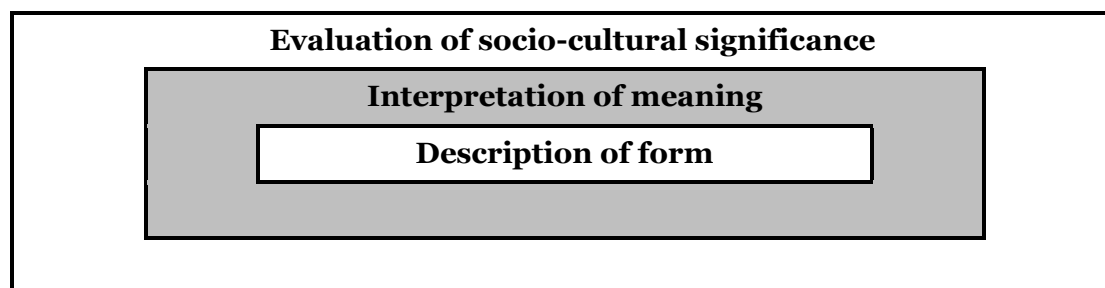 Evaluation of socio-cultural significance
Interpretation of meaning
Description of form